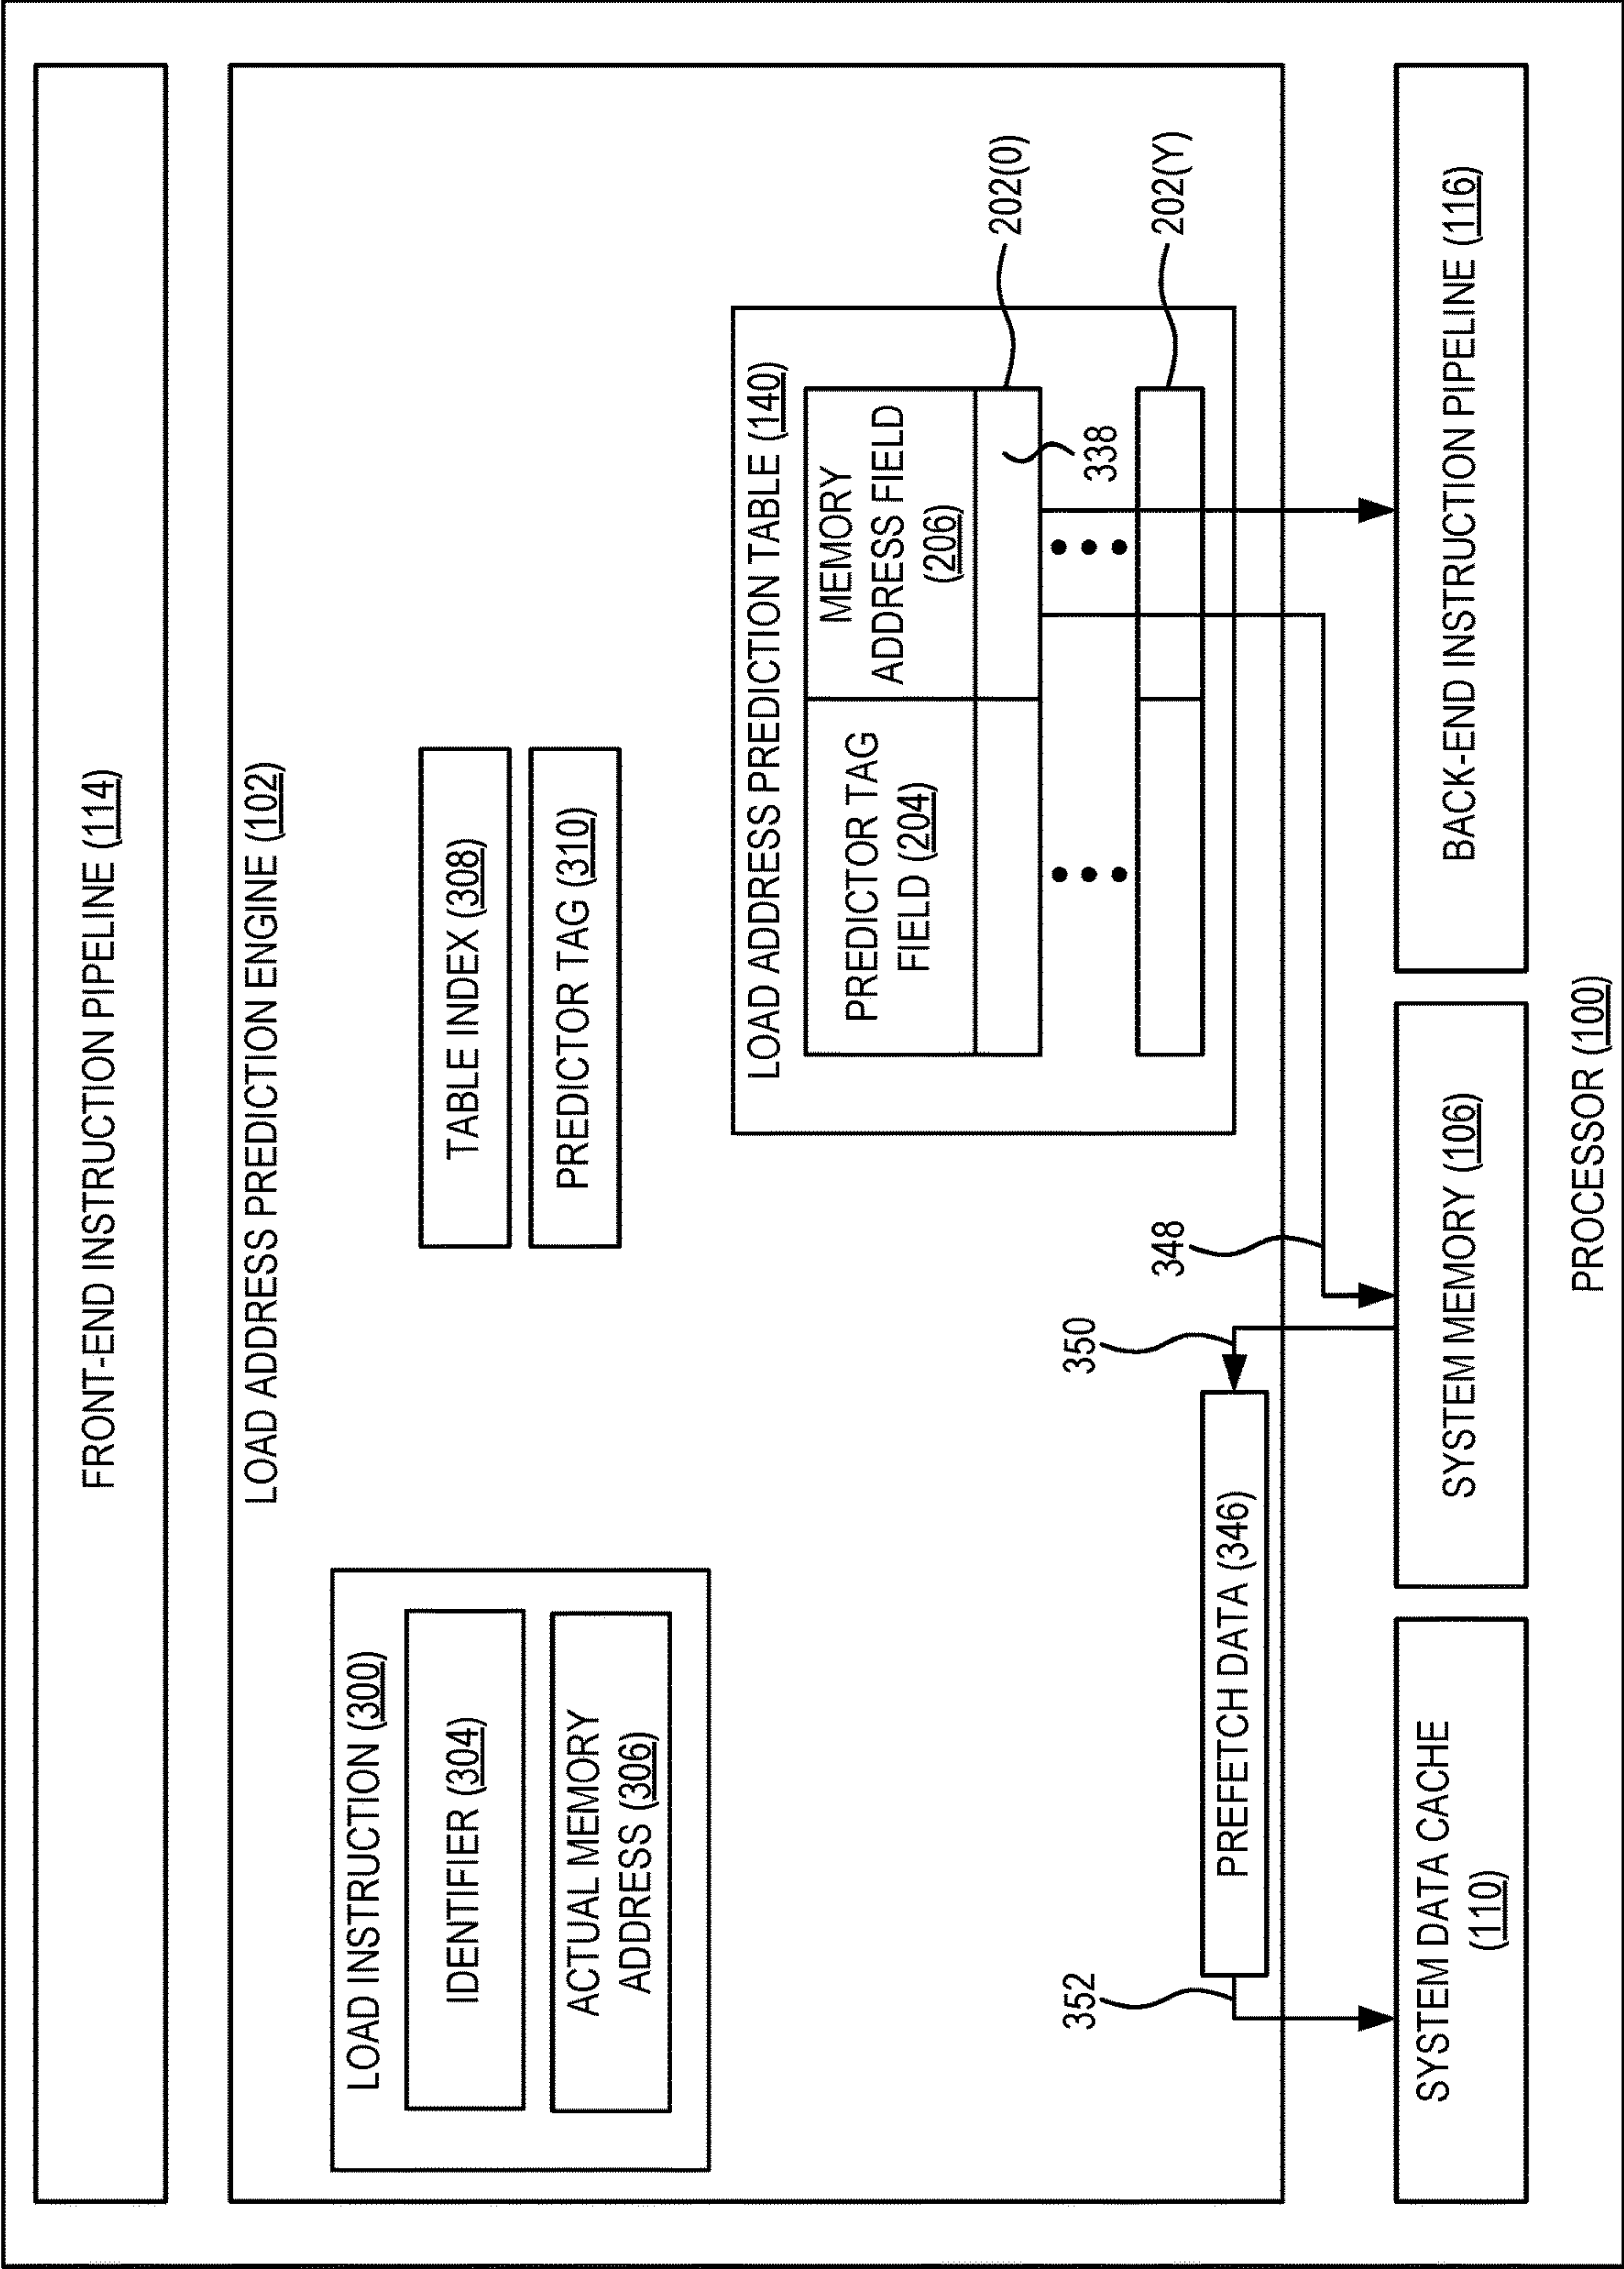 FRONT-END INSTRUCTION PIPELINE (114)
LOAD ADDRESS PREDICTION ENGINE (102)
LOAD INSTRUCTION (300)
IDENTIFIER (304)
ACTUAL MEMORY
ADDRESS (306)
TABLE INDEX (308)
PREDICTOR TAG (310)
LOAD ADDRESS PREDICTION TABLE (140)
PREDICTOR TAG
FIELD (204)
MEMORY
ADDRESS FIELD
(206)
202(0)
338
202(Y)
352
350
348
PREFETCH DATA (346)
SYSTEM DATA CACHE
(110)
SYSTEM MEMORY (106)
BACK-END INSTRUCTION PIPELINE (116)
PROCESSOR (100)